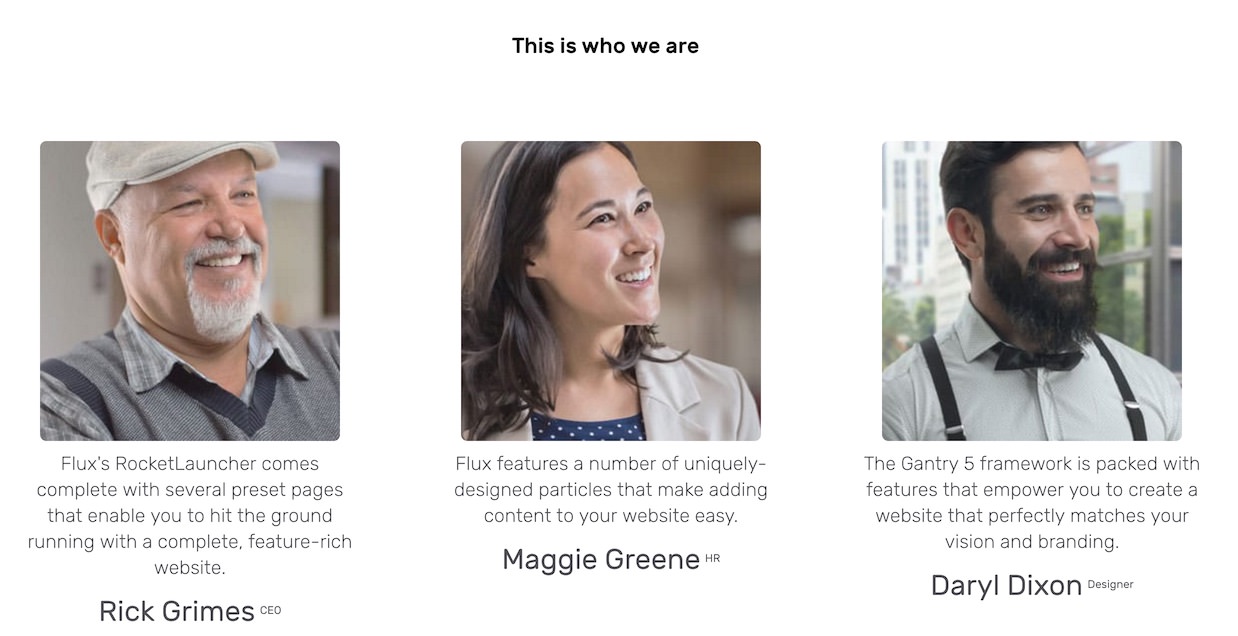 This is who we are
Flux's RocketLauncher comes
complete with several preset pages
that enable you to hit the ground
running with a complete, feature-rich
website.
Rick Grimes CEO
Flux features a number of uniquely-
designed particles that make adding
content to your website easy.
Maggie Greene HR
The Gantry 5 framework is packed with
features that empower you to create a
website that perfectly matches your
vision and branding.
Daryl Dixon Designer